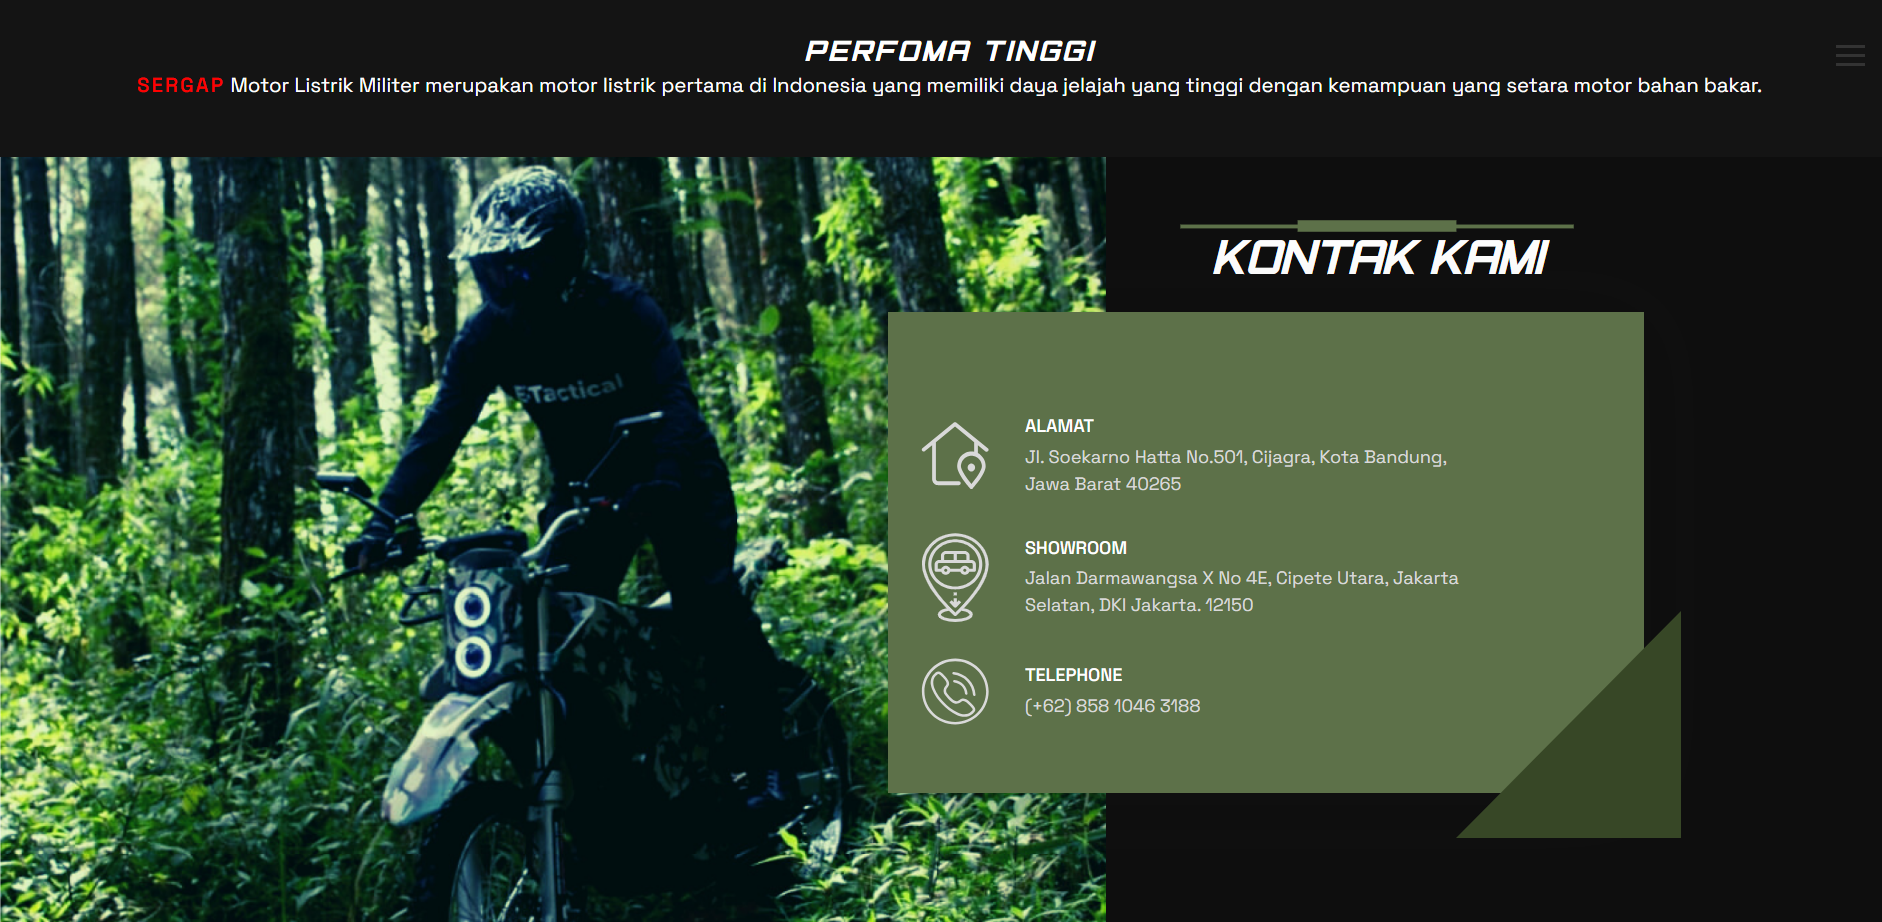 PERFOMA TINGGI
SERGAP Motor Listrik Militer merupakan motor listrik pertama di Indonesia yang memiliki daya jelajah yang tinggi dengan kemampuan yang setara motor bahan bakar.
ETactical
KONTAK KAMI
ALAMAT
Jl. Soekarno Hatta No.501, Cijagra, Kota Bandung,
Jawa Barat 40265
SHOWROOM
Jalan Darmawangsa X No 4E, Cipete Utara, Jakarta
Selatan, DKI Jakarta. 12150
TELEPHONE
(+62) 858 1046 3188